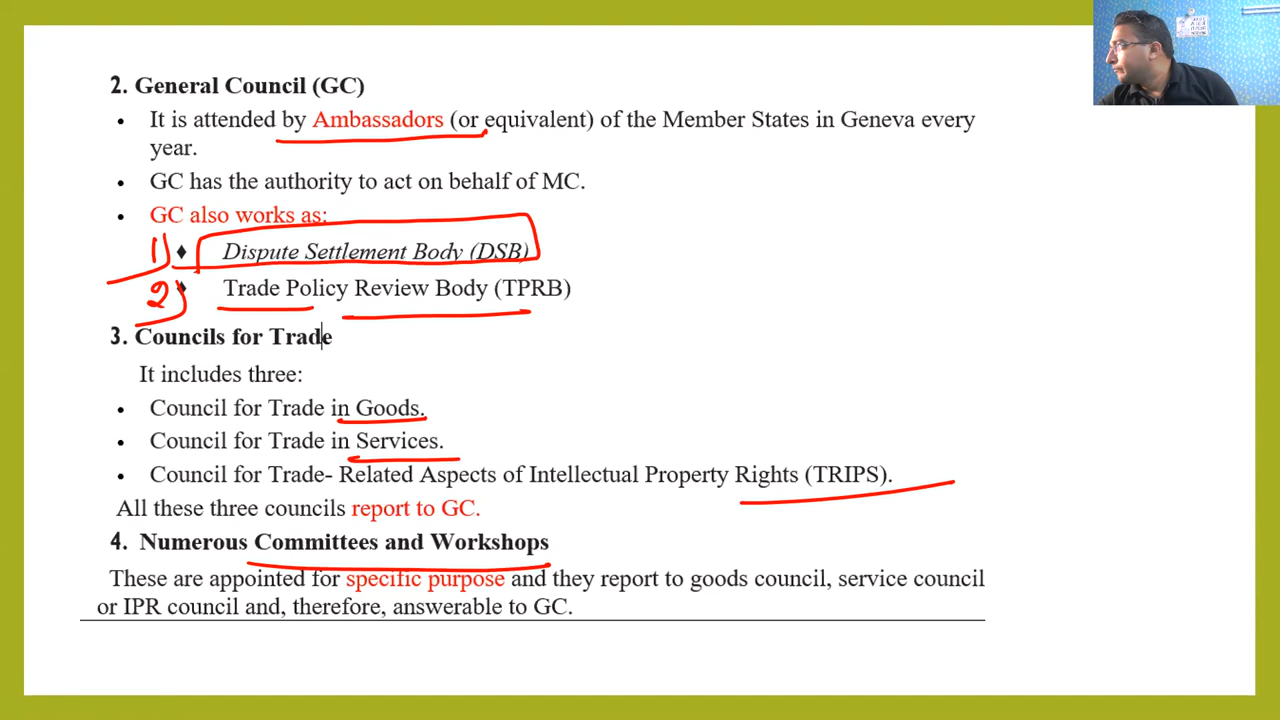 2. General Council (GC)
• It is attended by Ambassadors (or equivalent) of the Member States in Geneva every
year.
• GC has the authority to act on behalf of MC.
• GC also works as:
1) ♦ Dispute Settlement Body (DSB)
2) ♦ Trade Policy Review Body (TPRB)
3. Councils for Trade
It includes three:
• Council for Trade in Goods.
• Council for Trade in Services.
• Council for Trade- Related Aspects of Intellectual Property Rights (TRIPS).
All these three councils report to GC.
4. Numerous Committees and Workshops
These are appointed for specific purpose and they report to goods council, service council
or IPR council and, therefore, answerable to GC.